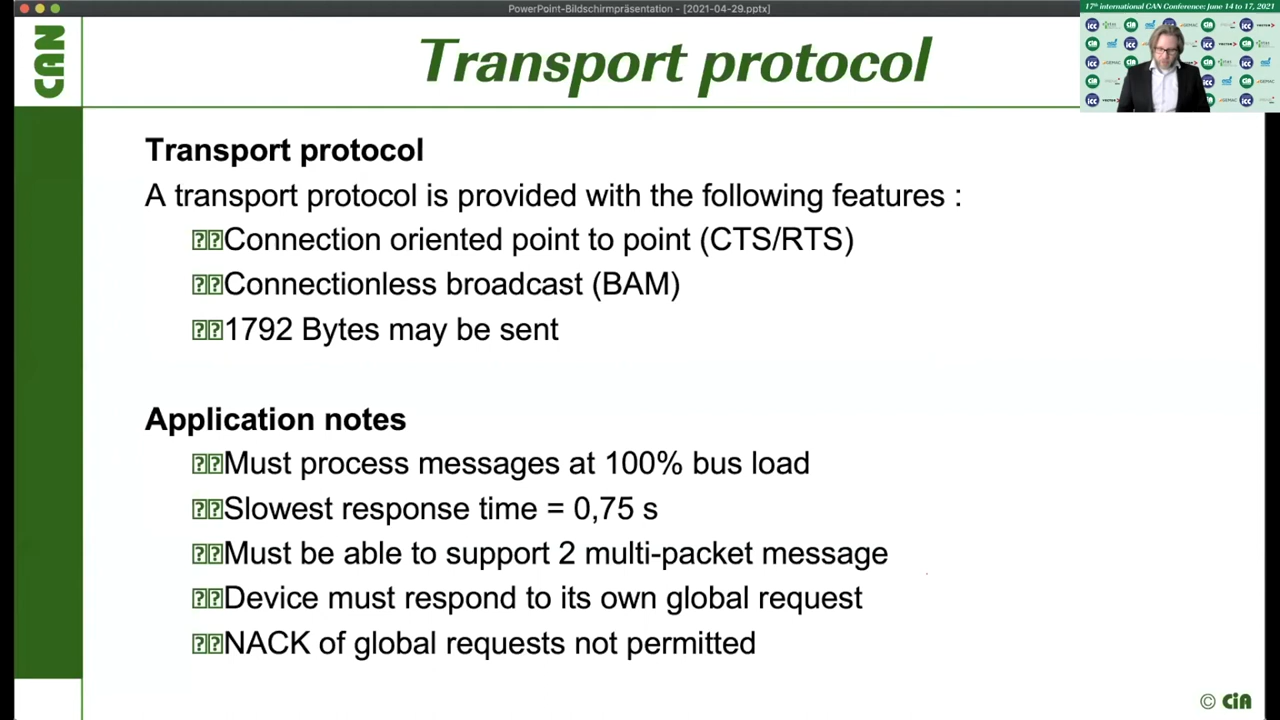 PowerPoint-Bildschirmpräsentation - [2021-04-29.pptx]
17th international CAN Conference: June 14 to 17, 2021
CAN
Transport protocol
Transport protocol
A transport protocol is provided with the following features :
Connection oriented point to point (CTS/RTS)
Connectionless broadcast (BAM)
1792 Bytes may be sent
Application notes
Must process messages at 100% bus load
Slowest response time = 0,75 s
Must be able to support 2 multi-packet message
Device must respond to its own global request
NACK of global requests not permitted
© CiA